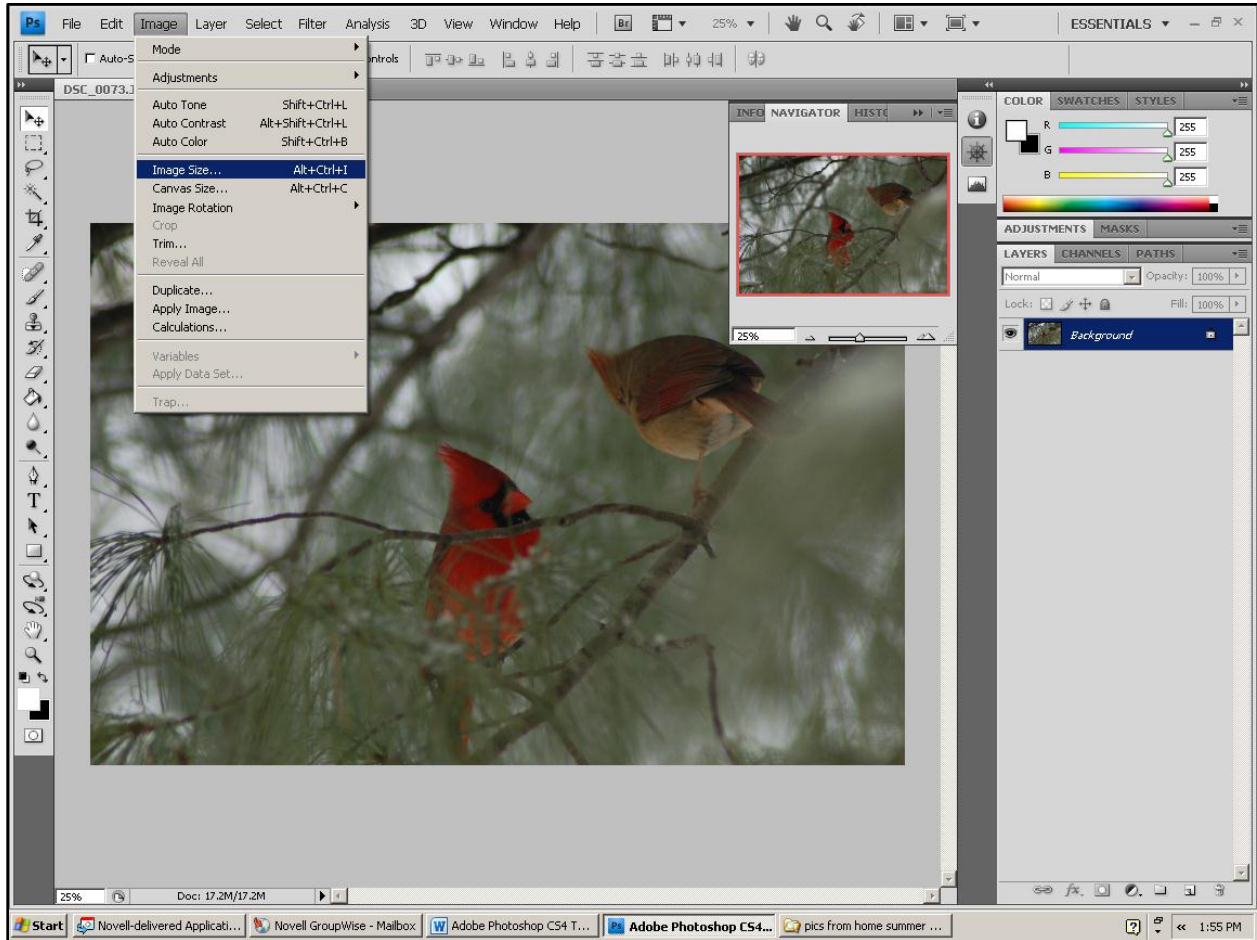 Ps File Edit Image Layer Select Filter Analysis 3D View Window Help Br 25% ESSENTIALS
Auto-S ontrols
DSC_0073.J
Mode
Adjustments
Auto Tone Shift+Ctrl+L
Auto Contrast Alt+Shift+Ctrl+L
Auto Color Shift+Ctrl+B
Image Size... Alt+Ctrl+I
Canvas Size... Alt+Ctrl+C
Image Rotation
Crop
Trim...
Reveal All
Duplicate...
Apply Image...
Calculations...
Variables
Apply Data Set...
Trap...
INFO NAVIGATOR HISTO
25%
COLOR SWATCHES STYLES
R 255
G 255
B 255
ADJUSTMENTS MASKS
LAYERS CHANNELS PATHS
Normal Opacity: 100%
Lock: Fill: 100%
Background
T
25% Doc: 17.2M/17.2M
fx.
Start Novell-delivered Applicati... Novell GroupWise - Mailbox W Adobe Photoshop CS4 T... Ps Adobe Photoshop CS4... pics from home summer ... ? « 1:55 PM